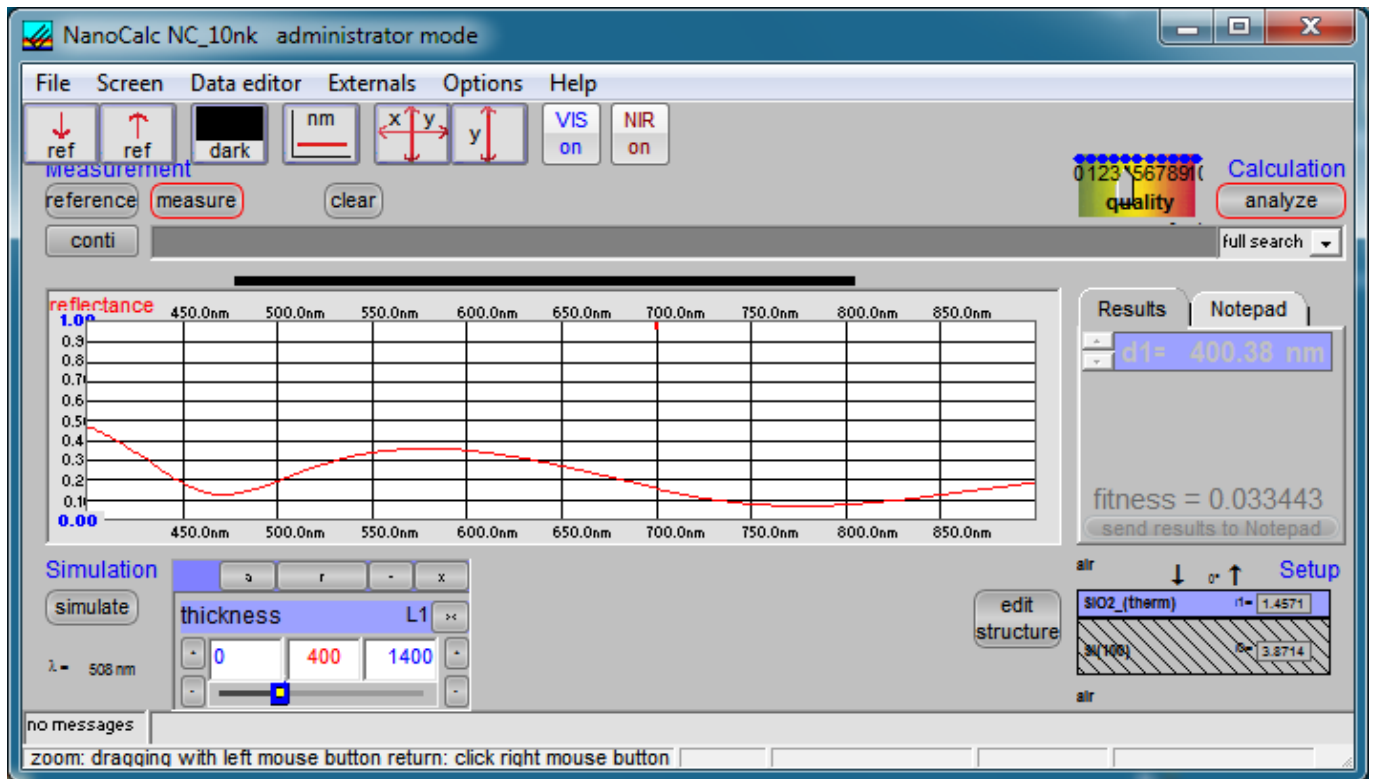 NanoCalc NC_10nk administrator mode
File Screen Data editor Externals Options Help
ref ref dark nm x y y VIS on NIR on
Measurement
Calculation
reference measure clear
quality
analyze
conti
full search
reflectance
450.0nm 500.0nm 550.0nm 600.0nm 650.0nm 700.0nm 750.0nm 800.0nm 850.0nm
1.00
0.9
0.8
0.7
0.6
0.5
0.4
0.3
0.2
0.1
0.00
450.0nm 500.0nm 550.0nm 600.0nm 650.0nm 700.0nm 750.0nm 800.0nm 850.0nm
Results Notepad
d1= 400.38 nm
fitness = 0.033443
send results to Notepad
Simulation
a r - x
simulate
thickness L1
0 400 1400
λ = 508 nm
edit
structure
air 0° Setup
SIO2_(therm) 1.4571
3.8714
air
no messages
zoom: dragging with left mouse button return: click right mouse button